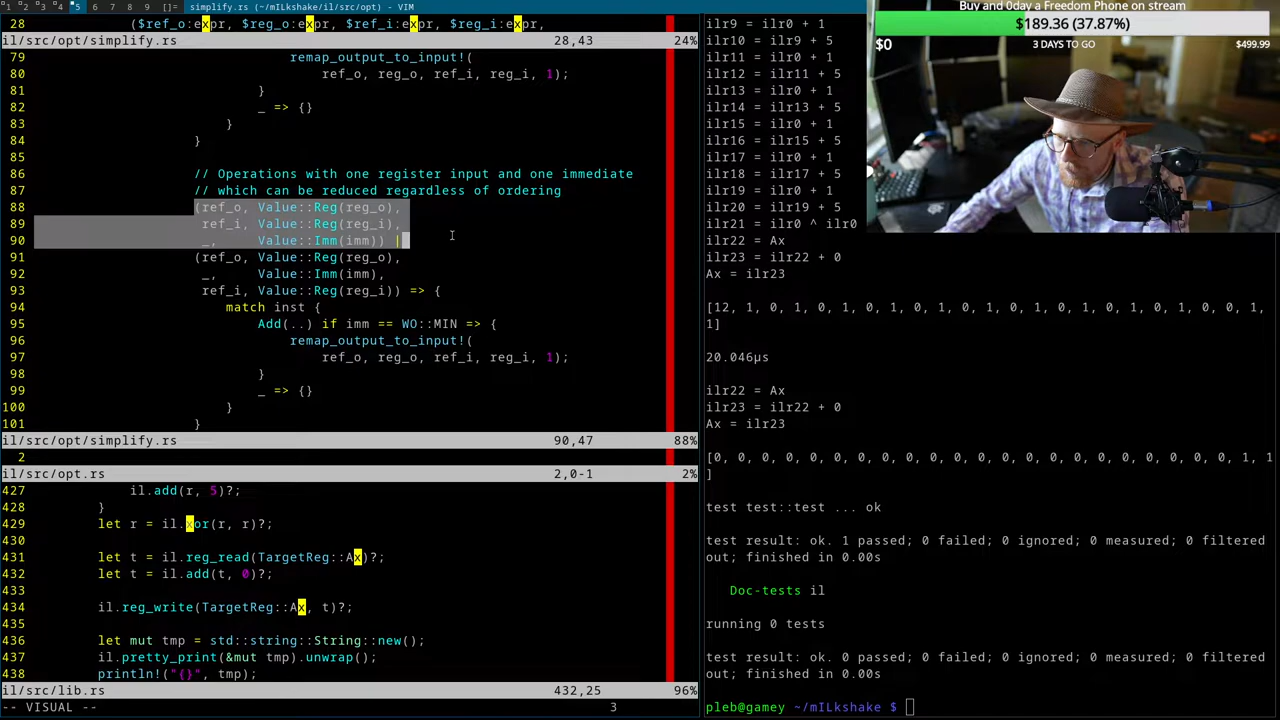 1 2 3 4 5 6 7 8 9 []= simplify.rs (~/mILkshake/il/src/opt) - VIM
28 ($ref_o:expr, $reg_o:expr, $ref_i:expr, $reg_i:expr,
il/src/opt/simplify.rs 28,43 24%
79 remap_output_to_input!(
80 ref_o, reg_o, ref_i, reg_i, 1);
81 }
82 _ => {}
83 }
84 }
85
86 // Operations with one register input and one immediate
87 // which can be reduced regardless of ordering
88 (ref_o, Value::Reg(reg_o),
89 ref_i, Value::Reg(reg_i),
90 _, Value::Imm(imm)) |
91 (ref_o, Value::Reg(reg_o),
92 _, Value::Imm(imm),
93 ref_i, Value::Reg(reg_i)) => {
94 match inst {
95 Add(..) if imm == WO::MIN => {
96 remap_output_to_input!(
97 ref_o, reg_o, ref_i, reg_i, 1);
98 }
99 _ => {}
100 }
101 }
il/src/opt/simplify.rs 90,47 88%
2
il/src/opt.rs 2,0-1 2%
427 il.add(r, 5)?;
428 }
429 let r = il.xor(r, r)?;
430
431 let t = il.reg_read(TargetReg::Ax)?;
432 let t = il.add(t, 0)?;
433
434 il.reg_write(TargetReg::Ax, t)?;
435
436 let mut tmp = std::string::String::new();
437 il.pretty_print(&mut tmp).unwrap();
438 println!("{}", tmp);
il/src/lib.rs 432,25 96%
-- VISUAL -- 3
ilr9 = ilr0 + 1
ilr10 = ilr9 + 5
ilr11 = ilr0 + 1
ilr12 = ilr11 + 5
ilr13 = ilr0 + 1
ilr14 = ilr13 + 5
ilr15 = ilr0 + 1
ilr16 = ilr15 + 5
ilr17 = ilr0 + 1
ilr18 = ilr17 + 5
ilr19 = ilr0 + 1
ilr20 = ilr19 + 5
ilr21 = ilr0 ^ ilr0
ilr22 = Ax
ilr23 = ilr22 + 0
Ax = ilr23
[12, 1, 0, 1, 0, 1, 0, 1, 0, 1, 0, 1, 0, 1, 0, 1, 0, 1, 0, 1, 0, 0, 1,
1]
20.046µs
ilr22 = Ax
ilr23 = ilr22 + 0
Ax = ilr23
[0, 0, 0, 0, 0, 0, 0, 0, 0, 0, 0, 0, 0, 0, 0, 0, 0, 0, 0, 0, 0, 1, 1
]
test test::test ... ok
test result: ok. 1 passed; 0 failed; 0 ignored; 0 measured; 0 filtered
out; finished in 0.00s
Doc-tests il
running 0 tests
test result: ok. 0 passed; 0 failed; 0 ignored; 0 measured; 0 filtered
out; finished in 0.00s
pleb@gamey ~/mILkshake $
Buy and 0day a Freedom Phone on stream
$189.36 (37.87%)
$0 3 DAYS TO GO $499.99